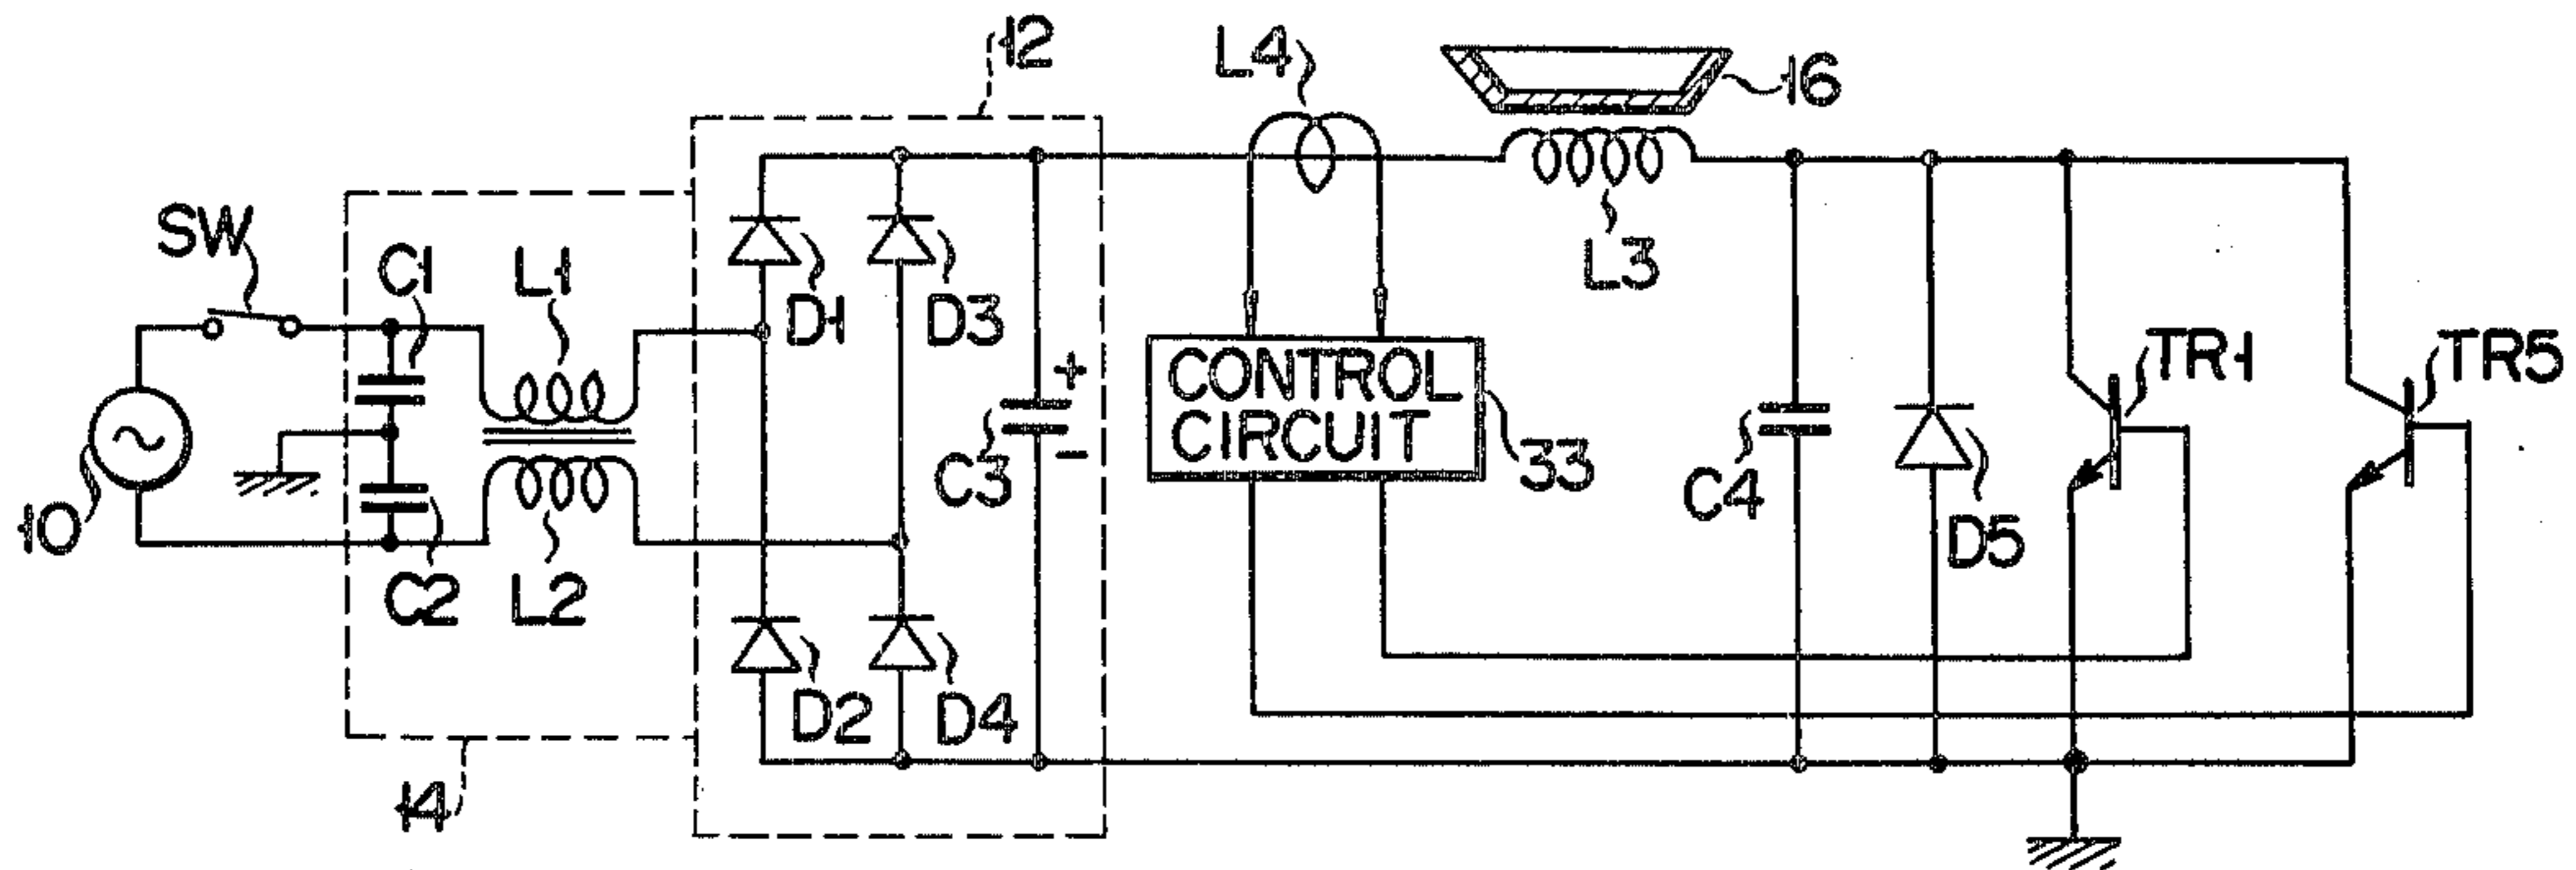 12
L4
16
SW
C1
L1
D1
D3
L3
TR1
TR5
CONTROL
CIRCUIT
+
-
C3
33
C4
D5
10
C2
L2
D2
D4
14